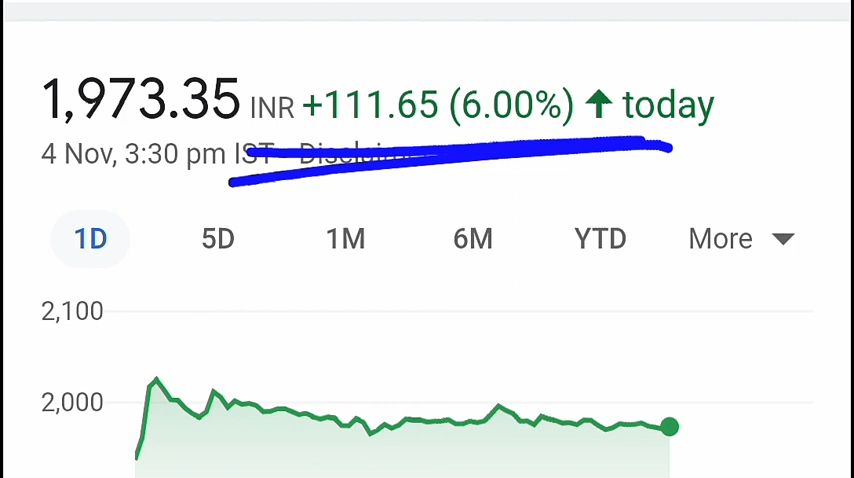 1,973.35 INR +111.65 (6.00%) ↑ today
4 Nov, 3:30 pm IST
1D 5D 1M 6M YTD More
2,100
2,000